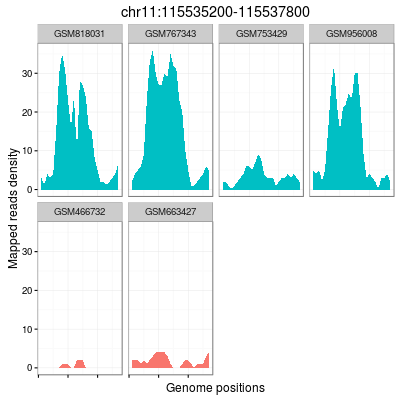 chr11:115535200-115537800
GSM818031 GSM767343 GSM753429 GSM956008
30
20
10
0
GSM466732 GSM663427
30
20
10
0
Mapped reads density
Genome positions